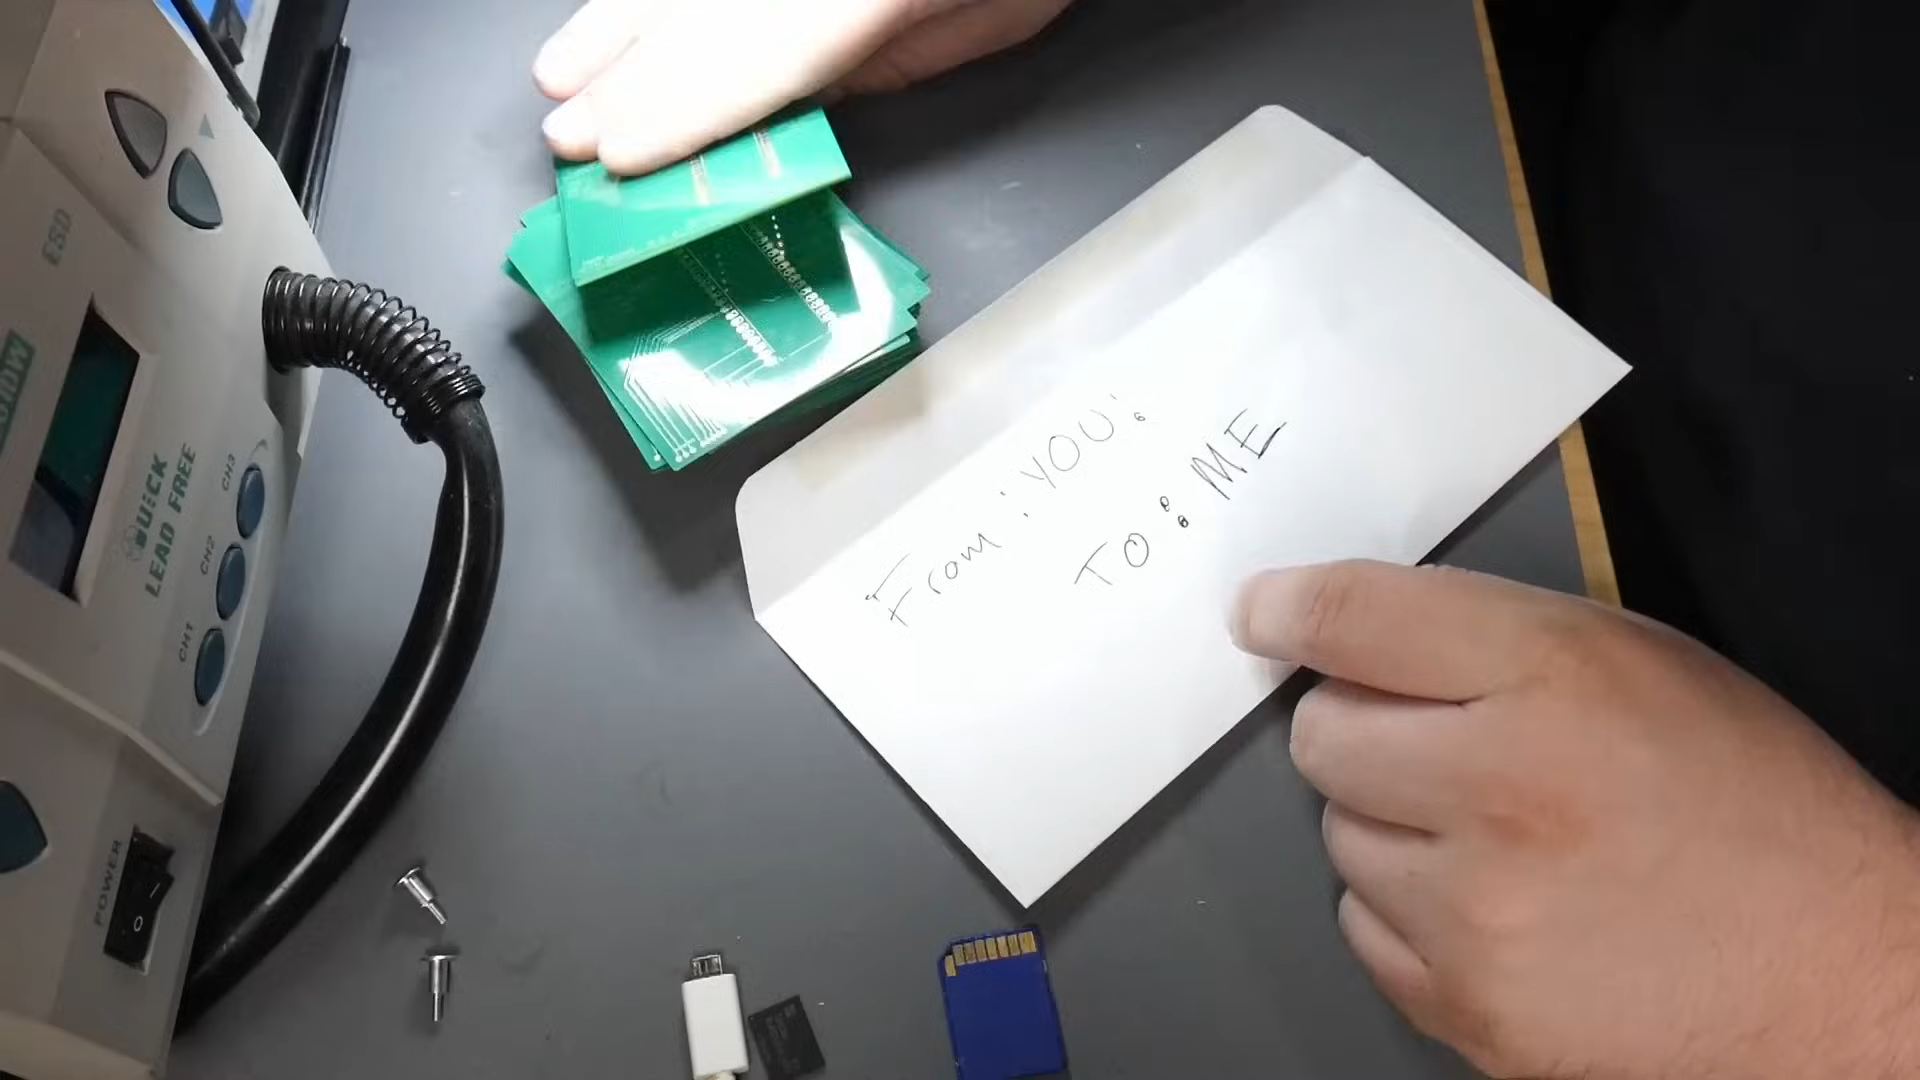 From: YOU:
TO: ME
ESD
QUICK
LEAD FREE
CH3
CH2
CH1
POWER